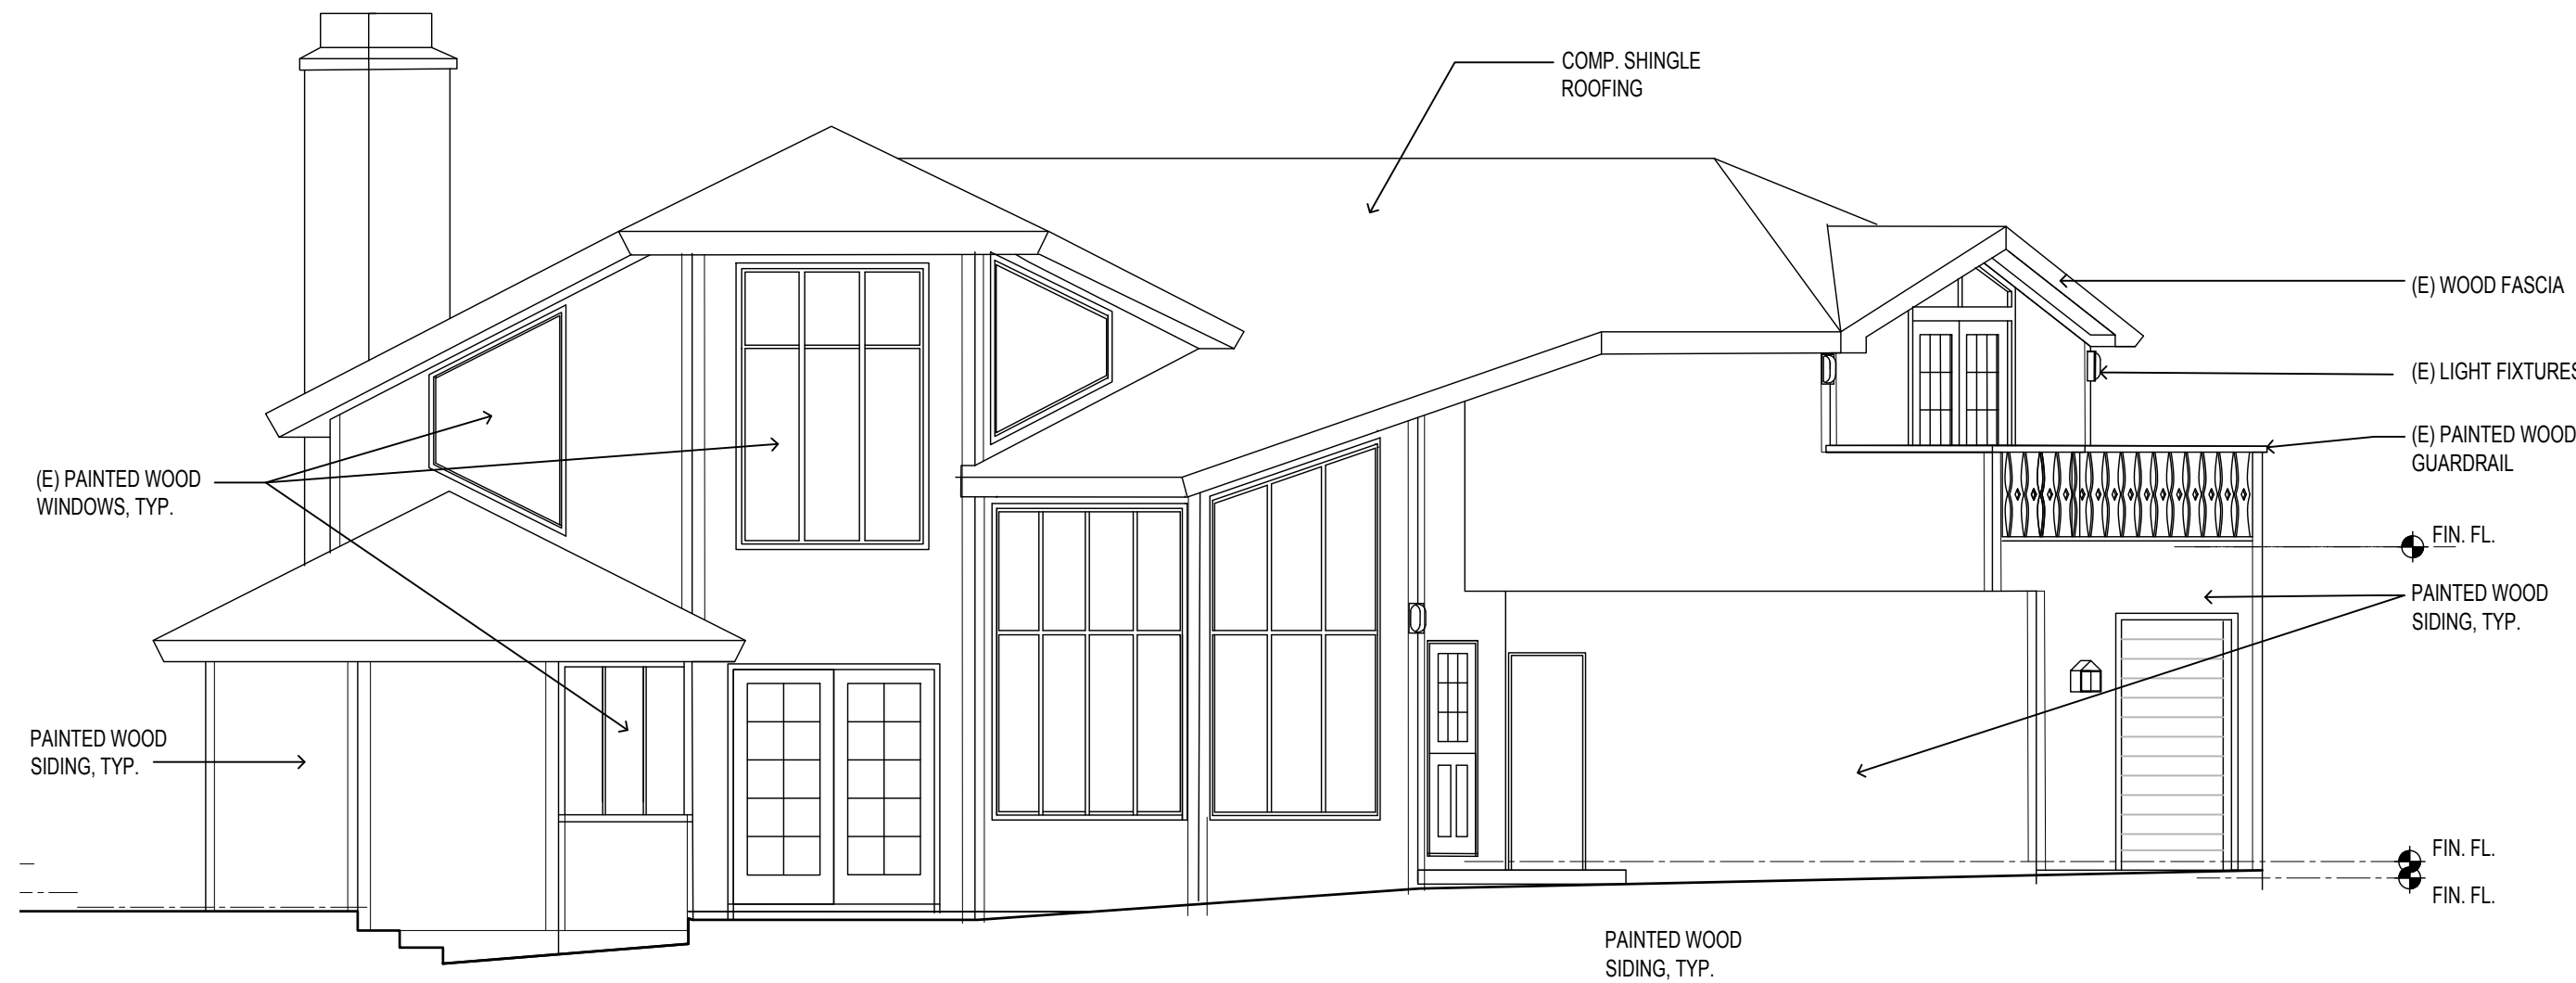 COMP. SHINGLE
ROOFING
(E) WOOD FASCIA
(E) LIGHT FIXTURES
(E) PAINTED WOOD
GUARDRAIL
(E) PAINTED WOOD
WINDOWS, TYP.
FIN. FL.
PAINTED WOOD
SIDING, TYP.
PAINTED WOOD
SIDING, TYP.
FIN. FL.
FIN. FL.
PAINTED WOOD
SIDING, TYP.